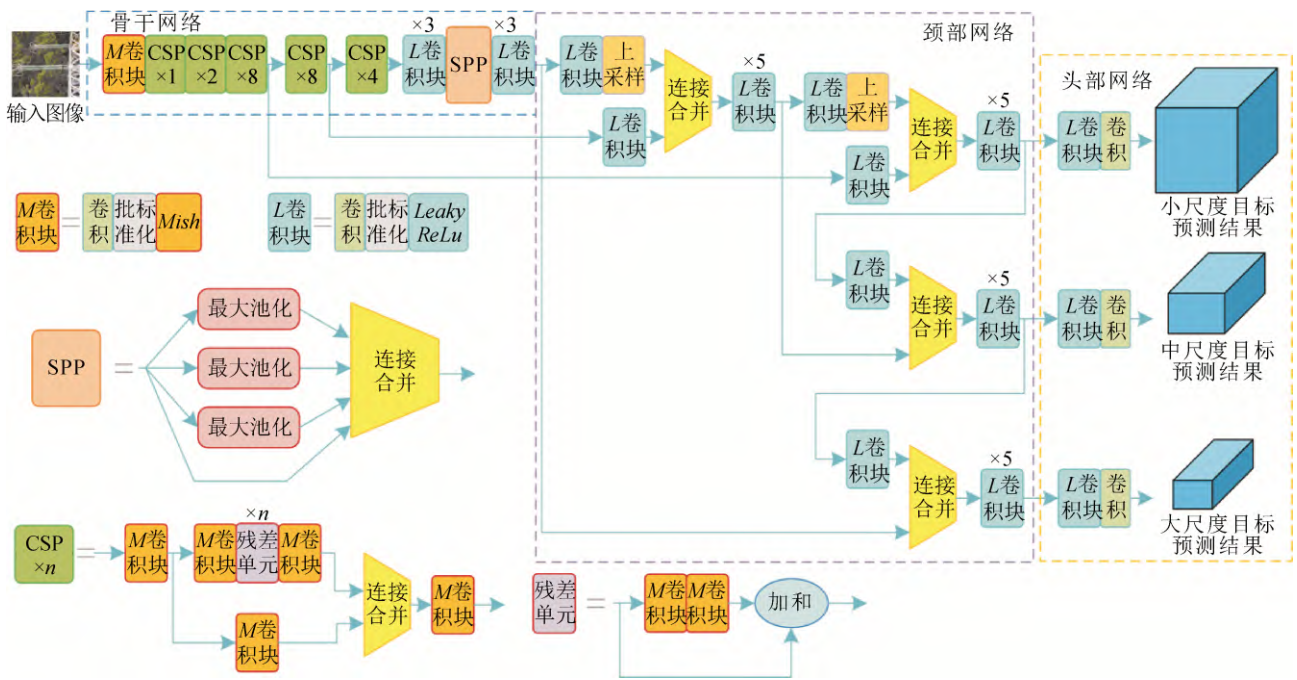 骨干网络
×3
×3
M卷
积块
CSP
×1
CSP
×2
CSP
×8
CSP
×8
CSP
×4
L卷
积块
SPP
L卷
积块
输入图像
颈部网络
L卷
积块
上
采样
L卷
积块
连接
合并
×5
L卷
积块
L卷
积块
上
采样
L卷
积块
连接
合并
×5
L卷
积块
头部网络
L卷
积块
卷
积
小尺度目标
预测结果
M卷
积块
=
卷
积
批标
准化
Mish
L卷
积块
=
卷
积
批标
准化
Leaky
ReLu
L卷
积块
连接
合并
×5
L卷
积块
L卷
积块
卷
积
中尺度目标
预测结果
SPP
=
最大池化
最大池化
最大池化
连接
合并
L卷
积块
连接
合并
×5
L卷
积块
L卷
积块
卷
积
大尺度目标
预测结果
CSP
×n
=
M卷
积块
×n
M卷
积块
残差
单元
M卷
积块
M卷
积块
连接
合并
M卷
积块
残差
单元
=
M卷
积块
M卷
积块
加和